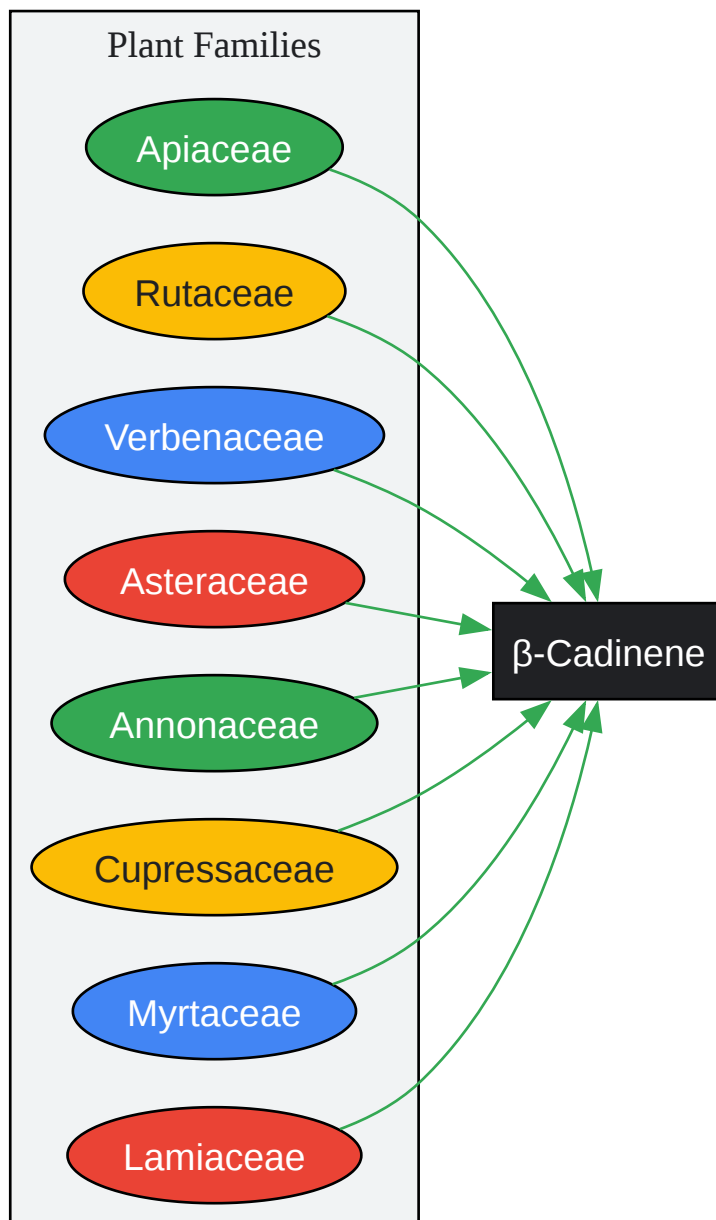 Plant Families
Apiaceae
Rutaceae
Verbenaceae
Asteraceae
β-Cadinene
Annonaceae
Cupressaceae
Myrtaceae
Lamiaceae